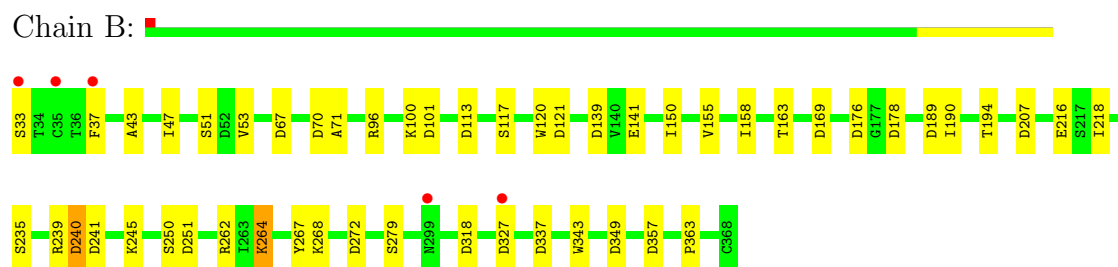 Chain B:
S33 T34 C35 T36 F37 A43 I47 S51 D52 V53 D67 D70 A71 R96 K100 D101 D113 S117 W120 D121 D139 V140 E141 I150 V155 I158 T163 D169 D176 G177 D178 D189 I190 T194 D207 E216 S217 I218
S235 R239 D240 D241 K245 S250 D251 R262 I263 K264 Y267 K268 D272 S279 N299 D318 D327 D337 W343 D349 D357 P363 C368